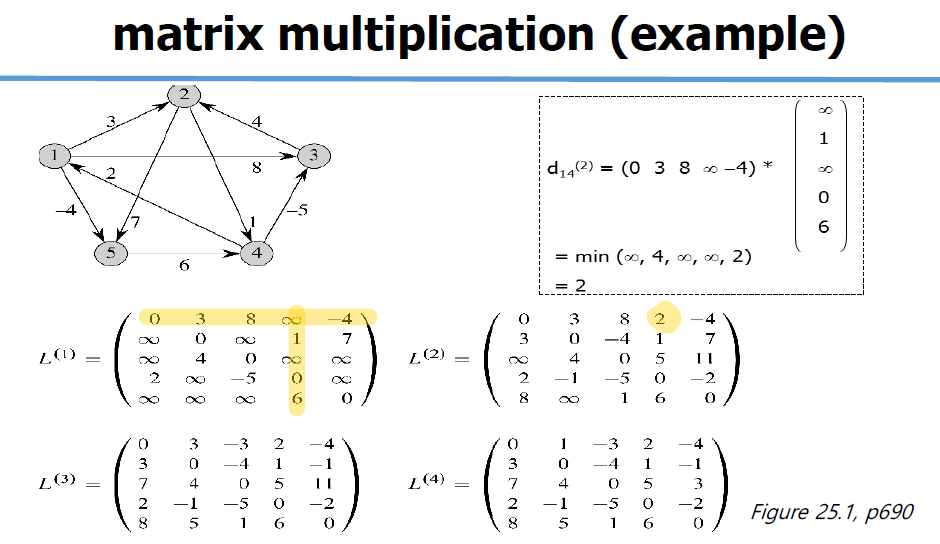 matrix multiplication (example)
2
3
4
1
3
8
2
−4
7
1
−5
5
4
6
d₁₄⁽²⁾ = (0 3 8 ∞ −4) *
∞
1
∞
0
6
= min (∞, 4, ∞, ∞, 2)
= 2
L⁽¹⁾ =
0 3 8 ∞ −4
∞ 0 ∞ 1 7
∞ 4 0 ∞ ∞
2 ∞ −5 0 ∞
∞ ∞ ∞ 6 0
L⁽²⁾ =
0 3 8 2 −4
3 0 −4 1 7
∞ 4 0 5 11
2 −1 −5 0 −2
8 ∞ 1 6 0
L⁽³⁾ =
0 3 −3 2 −4
3 0 −4 1 −1
7 4 0 5 11
2 −1 −5 0 −2
8 5 1 6 0
L⁽⁴⁾ =
0 1 −3 2 −4
3 0 −4 1 −1
7 4 0 5 3
2 −1 −5 0 −2
8 5 1 6 0
Figure 25.1, p690